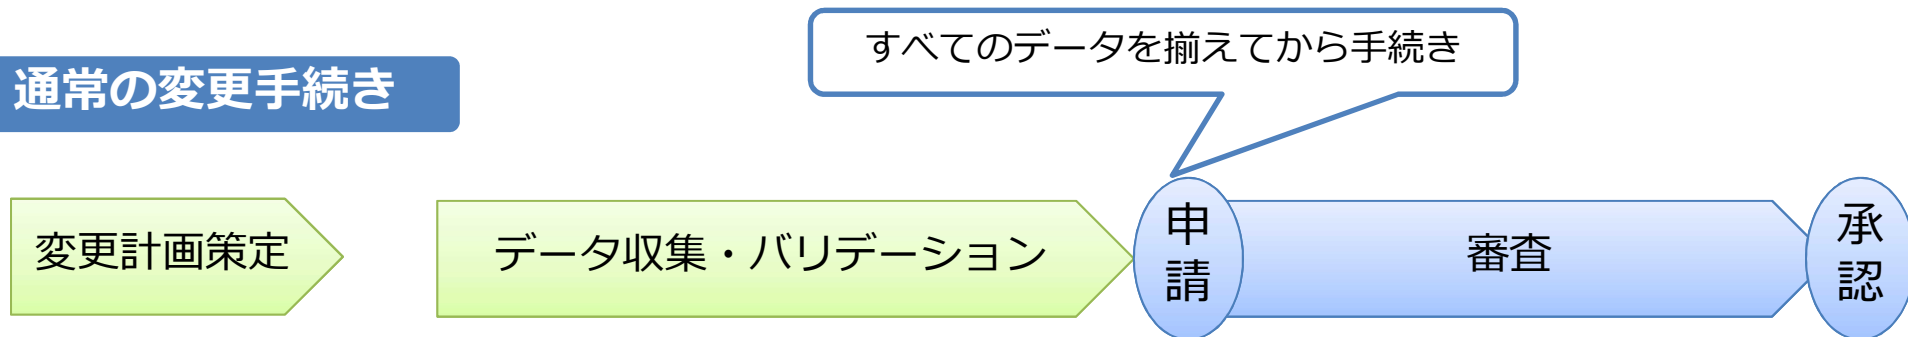 すべてのデータを揃えてから手続き
通常の変更手続き
変更計画策定
データ収集・バリデーション
申請
審査
承認